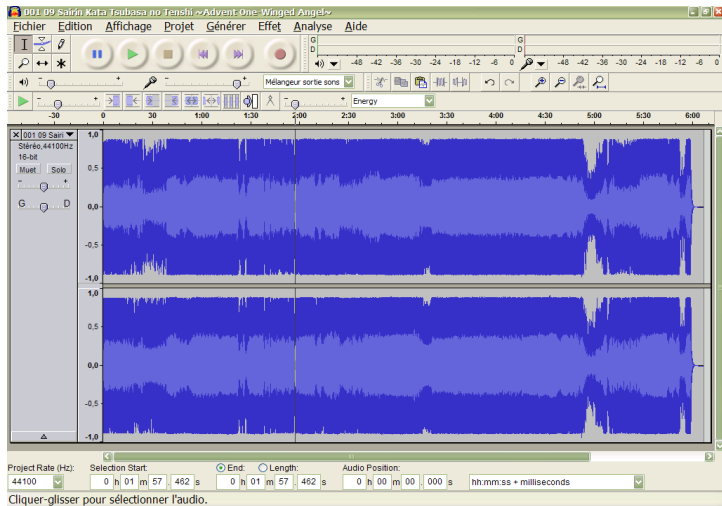 001 09 Sairin Kata Tsubasa no Tenshi ~Advent One-Winged Angel~
Fichier Edition Affichage Projet Générer Effet Analyse Aide
G G
D D
-48 -42 -36 -30 -24 -18 -12 -6 0 -48 -42 -36 -30 -24 -18 -12 -6 0
- + - + Mélangeur sortie sons
- + - + Energy
-30 0 30 1:00 1:30 2:00 2:30 3:00 3:30 4:00 4:30 5:00 5:30 6:00
001 09 Sairi 1,0
Stéréo,44100Hz
16-bit
Muet Solo 0,5
- +
G D 0,0
-0,5
-1,0
1,0
0,5
0,0
-0,5
-1,0
Project Rate (Hz): Selection Start: End: Length: Audio Position:
44100 0 h 01 m 57 . 462 s 0 h 01 m 57 . 462 s 0 h 00 m 00 . 000 s hh:mm:ss + milliseconds
Cliquer-glisser pour sélectionner l'audio.